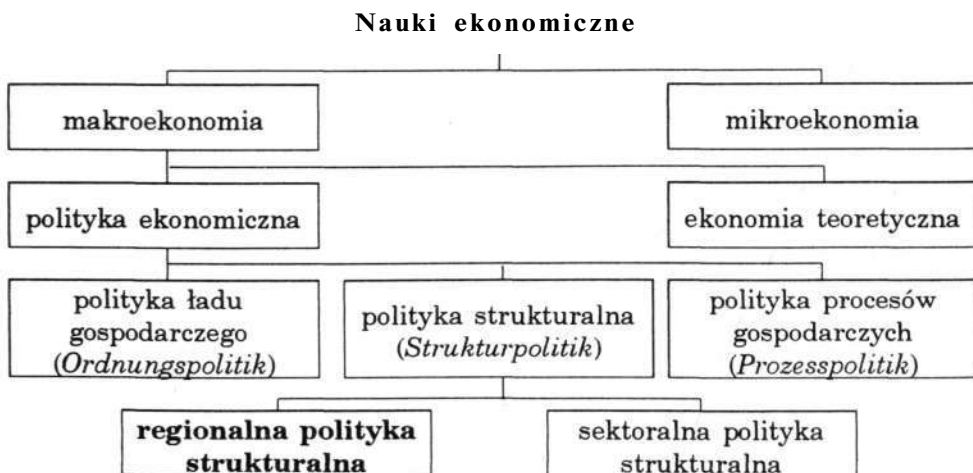 Nauki ekonomiczne
makroekonomia
mikroekonomia
polityka ekonomiczna
ekonomia teoretyczna
polityka ładu
gospodarczego
(Ordnungspolitik)
polityka strukturalna
(Strukturpolitik)
polityka procesów
gospodarczych
(Prozesspolitik)
regionalna polityka
strukturalna
sektoralna polityka
strukturalna